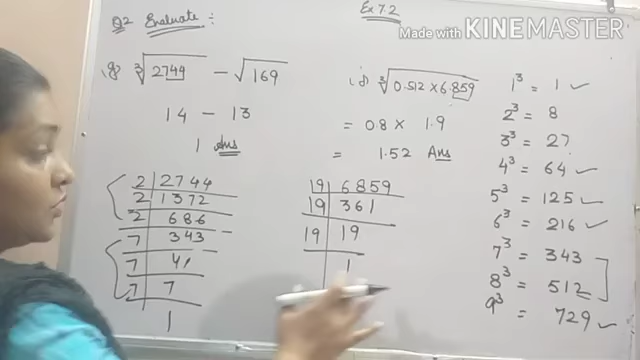 Ex 7.2
Made with KINEMASTER
Q2 Evaluate :-
i) ∛2744 - √169
14 - 13
1 Ans
2 | 2744
2 | 1372
2 | 686
7 | 343
7 | 49
7 | 7
1
ii) ∛0.512 × 6.859
= 0.8 × 1.9
= 1.52 Ans
19 | 6859
19 | 361
19 | 19
1
1³ = 1 ✓
2³ = 8
3³ = 27
4³ = 64 ✓
5³ = 125 ✓
6³ = 216 ✓
7³ = 343
8³ = 512
9³ = 729 ✓